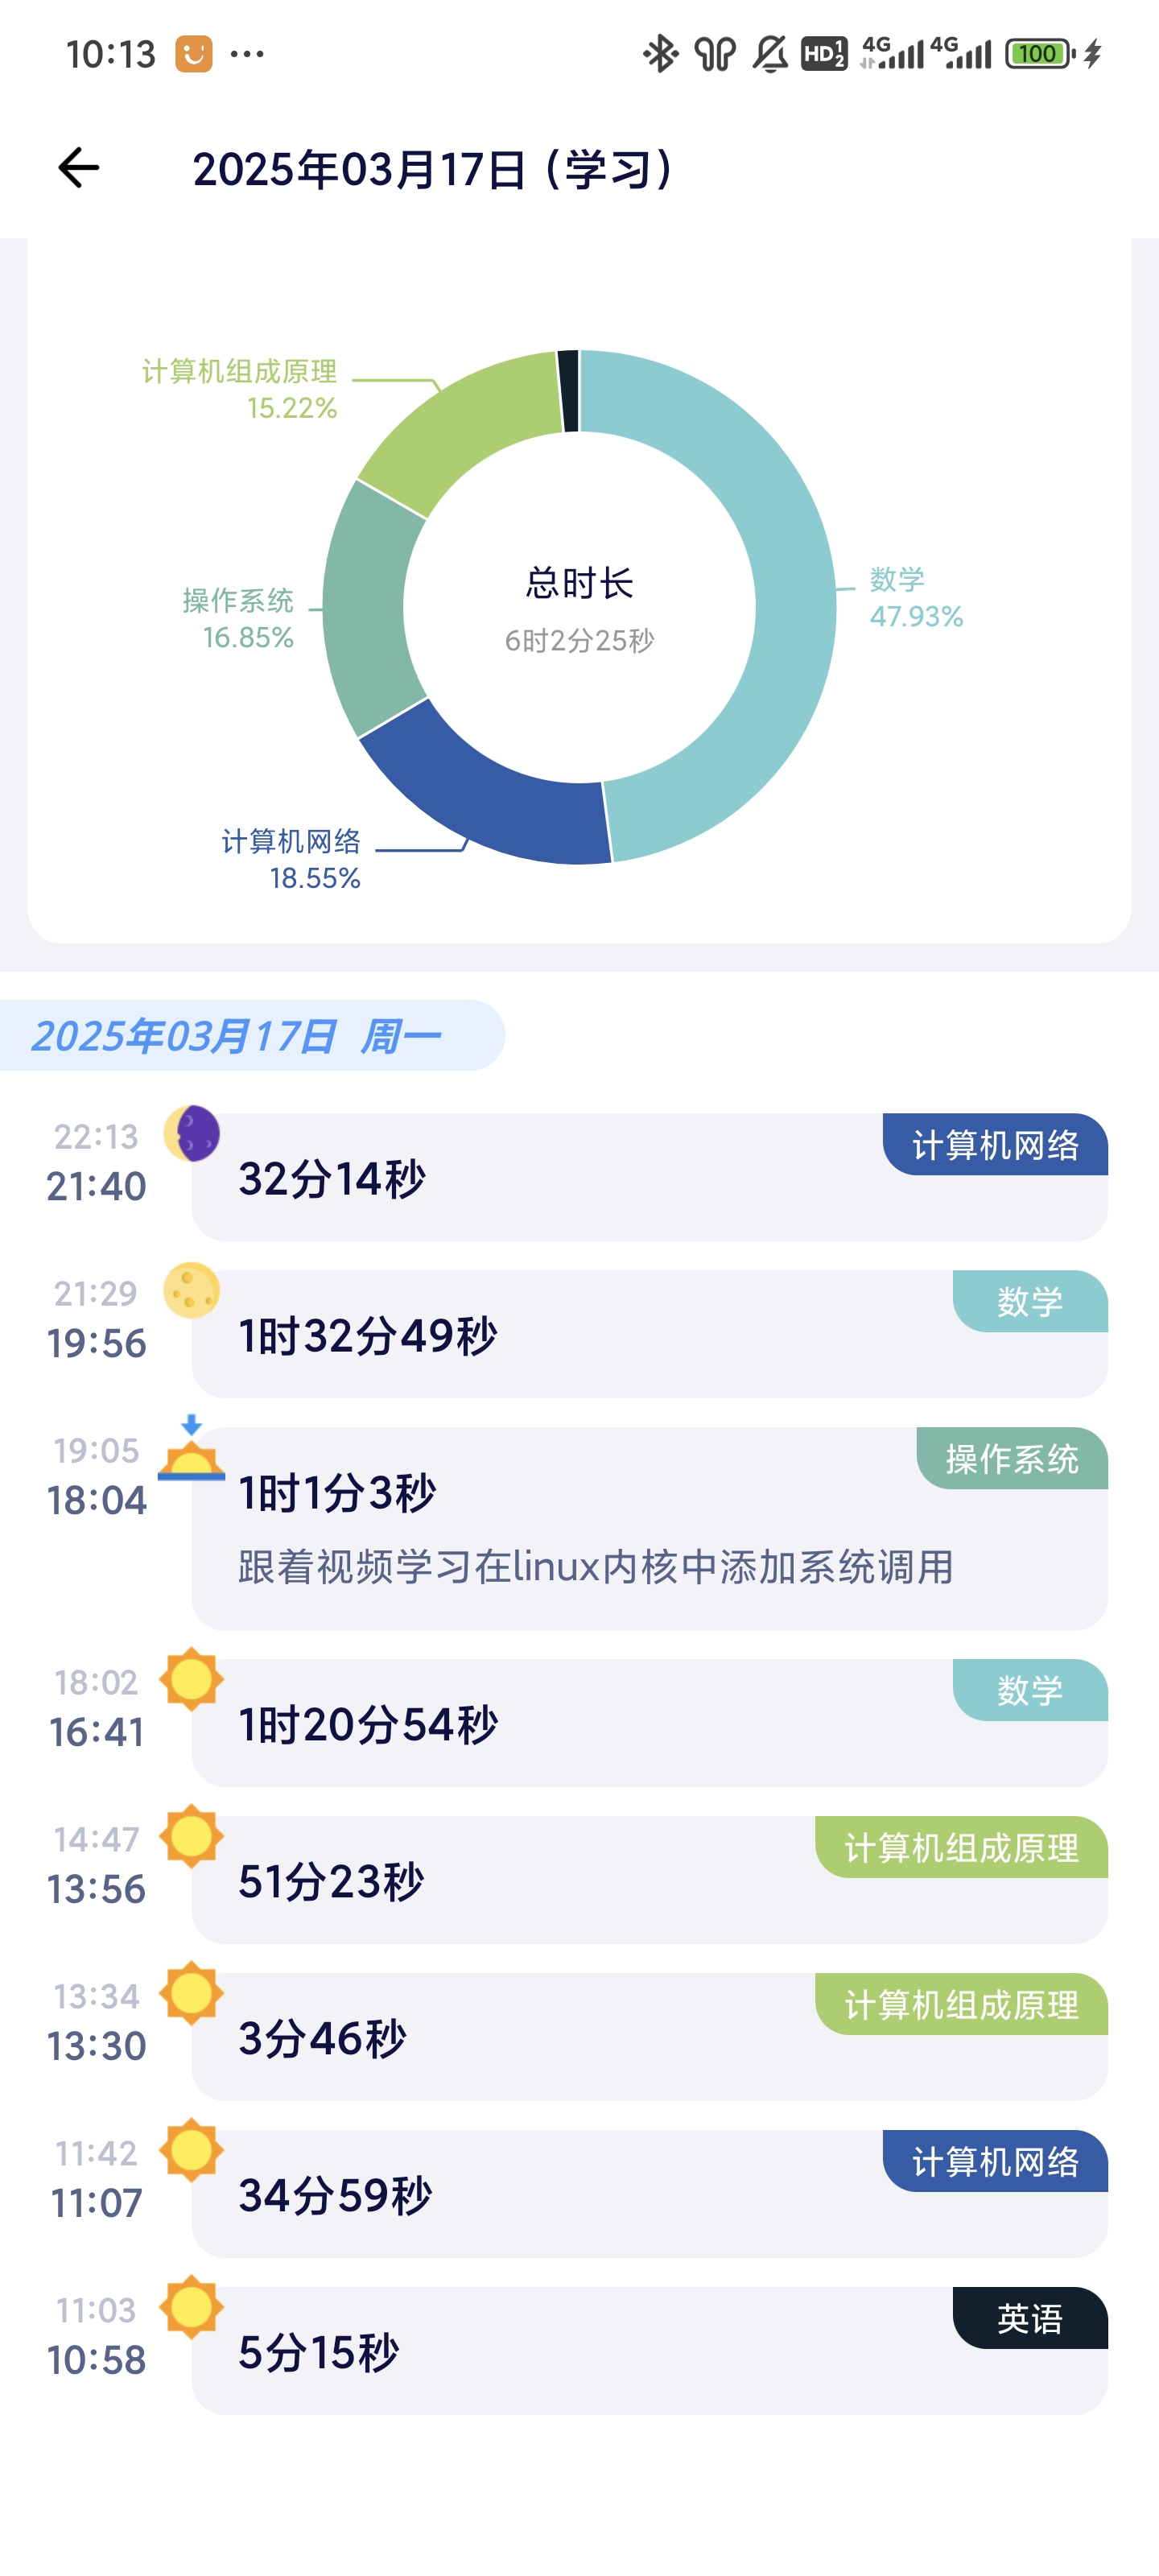 10:13 ...
HD 1 2 4G 4G 100
2025年03月17日（学习）
计算机组成原理
15.22%
总时长
6时2分25秒
数学
47.93%
操作系统
16.85%
计算机网络
18.55%
2025年03月17日 周一
22:13
21:40
32分14秒
计算机网络
21:29
19:56
1时32分49秒
数学
19:05
18:04
1时1分3秒
操作系统
跟着视频学习在linux内核中添加系统调用
18:02
16:41
1时20分54秒
数学
14:47
13:56
51分23秒
计算机组成原理
13:34
13:30
3分46秒
计算机组成原理
11:42
11:07
34分59秒
计算机网络
11:03
10:58
5分15秒
英语